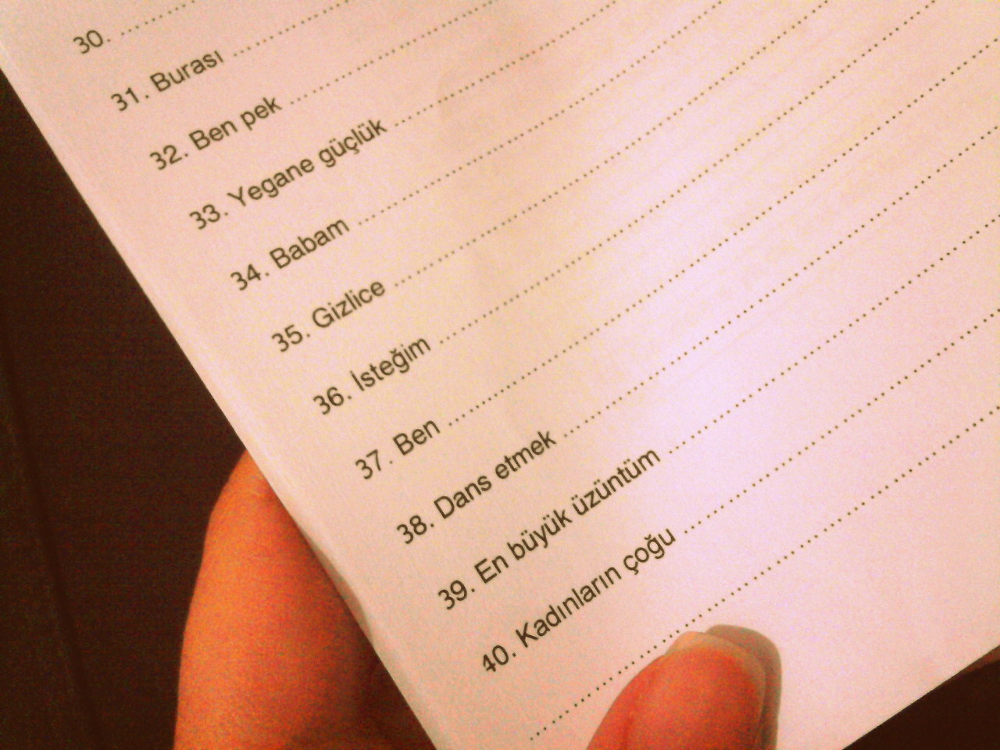 30. ........................
31. Burası ........................
32. Ben pek ........................
33. Yegane güçlük ........................
34. Babam ........................
35. Gizlice ........................
36. İsteğim ........................
37. Ben ........................
38. Dans etmek ........................
39. En büyük üzüntüm ........................
40. Kadınların çoğu ........................
........................